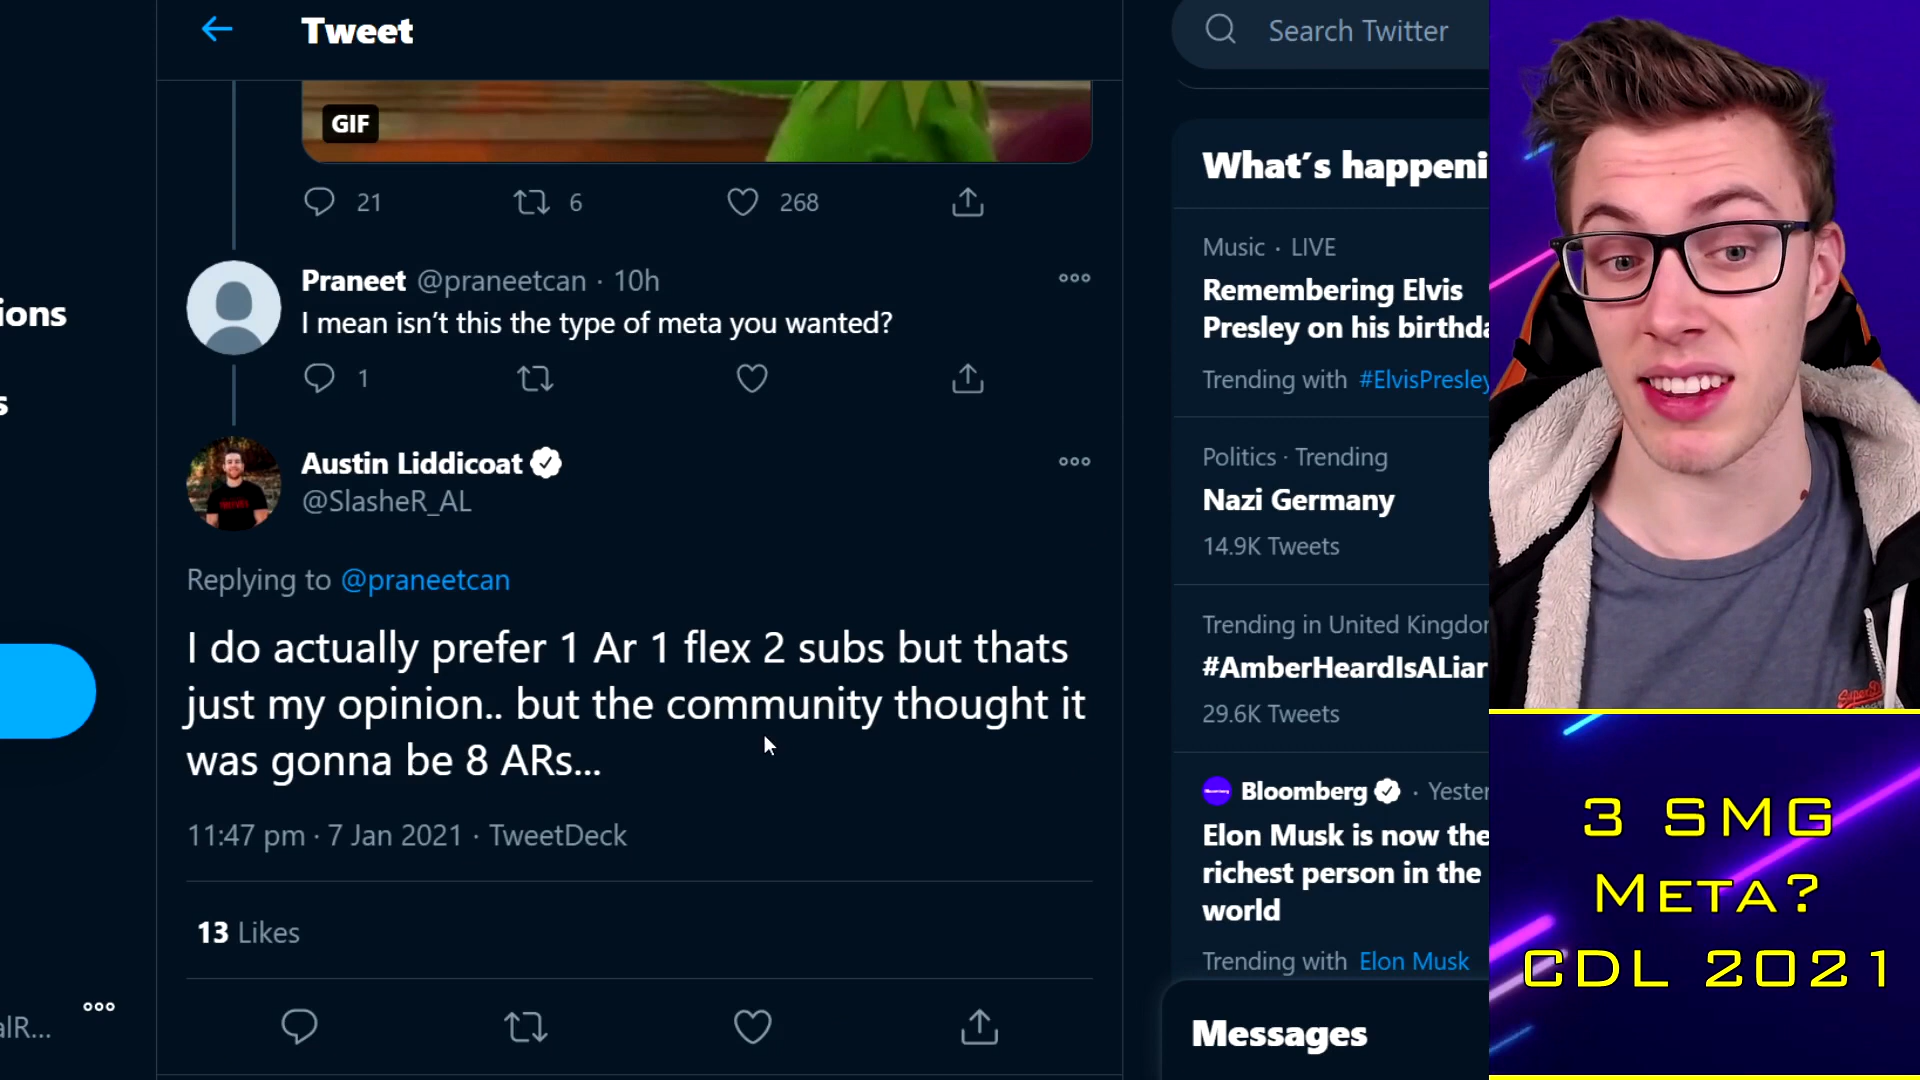 Tweet
Search Twitter
GIF
21
6
268
What's happeni
Music · LIVE
Remembering Elvis
Presley on his birthda
Trending with #ElvisPresley
Praneet @praneetcan · 10h
I mean isn't this the type of meta you wanted?
1
ions
s
Austin Liddicoat
@SlasheR_AL
Politics · Trending
Nazi Germany
14.9K Tweets
Replying to @praneetcan
I do actually prefer 1 Ar 1 flex 2 subs but thats
just my opinion.. but the community thought it
was gonna be 8 ARs...
11:47 pm · 7 Jan 2021 · TweetDeck
13 Likes
Trending in United Kingdor
#AmberHeardIsALiar
29.6K Tweets
Bloomberg · Yester
Elon Musk is now the
richest person in the
world
Trending with Elon Musk
Messages
alR...
3 SMG
META?
CDL 2021